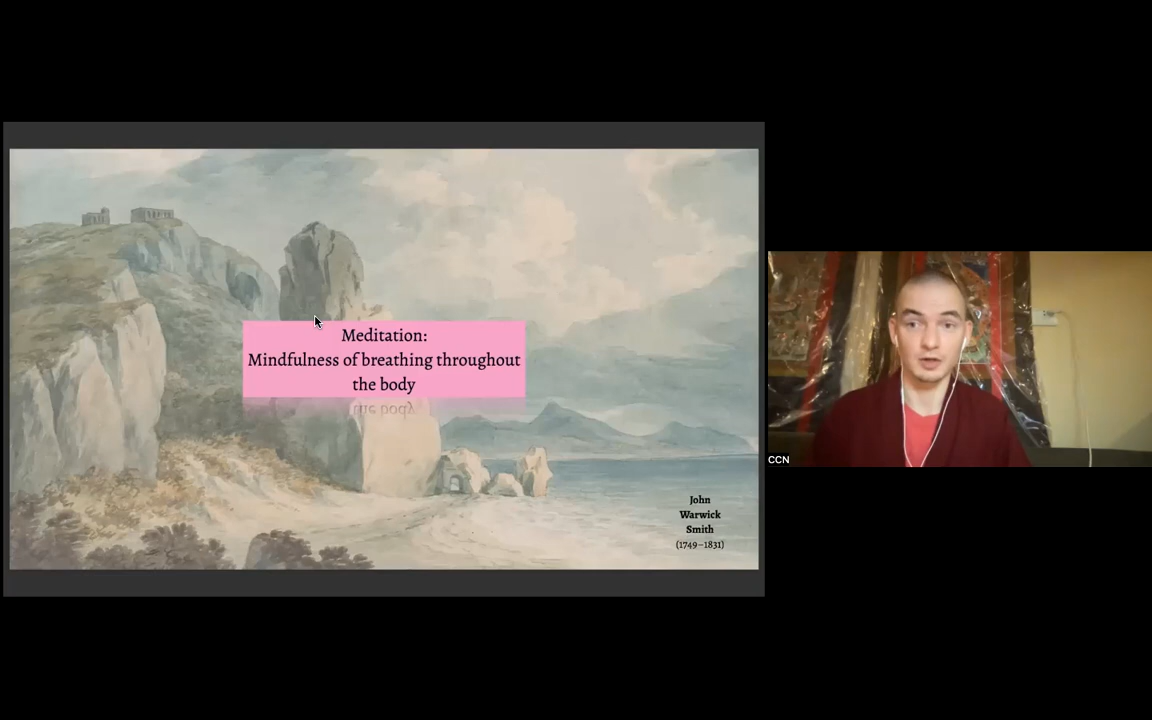 Meditation:
Mindfulness of breathing throughout
the body
John
Warwick
Smith
(1749–1831)
CCN